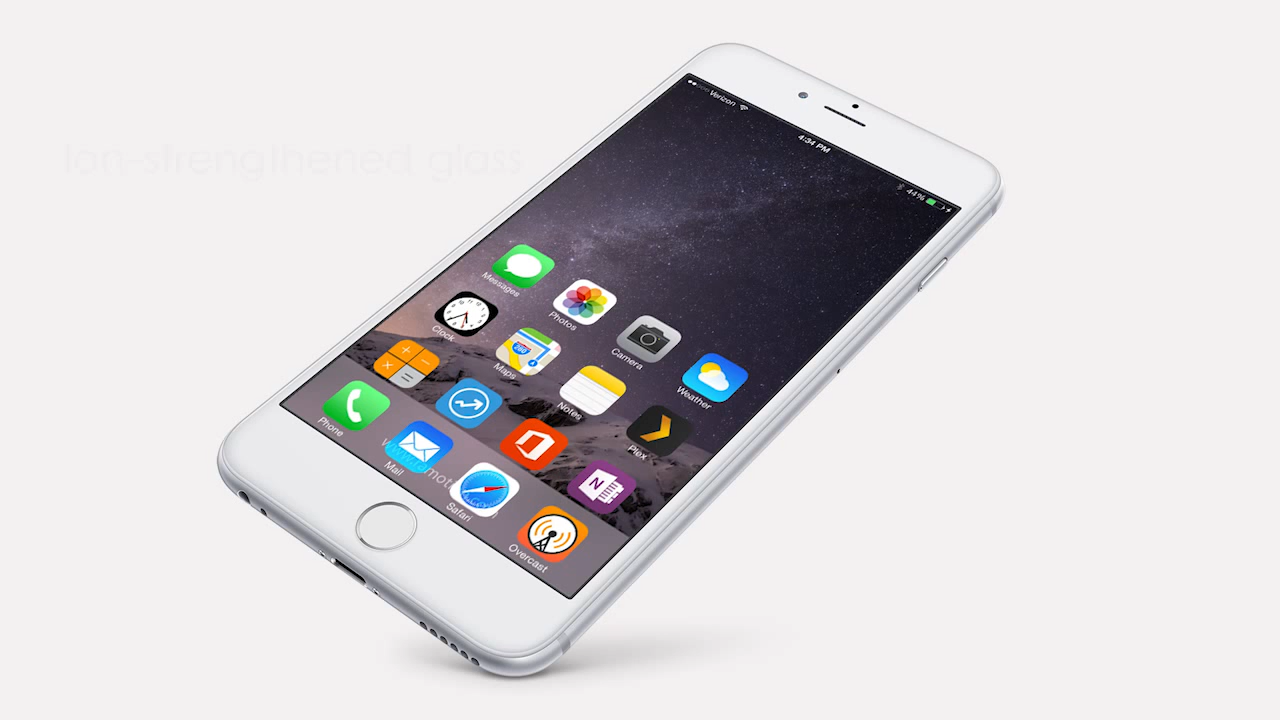 Ion-strengthened glass
Verizon
4:34 PM
44%
Messages
Photos
Camera
Weather
Clock
Maps
280
Notes
Plex
Phone
Mail
Safari
Overcast
N